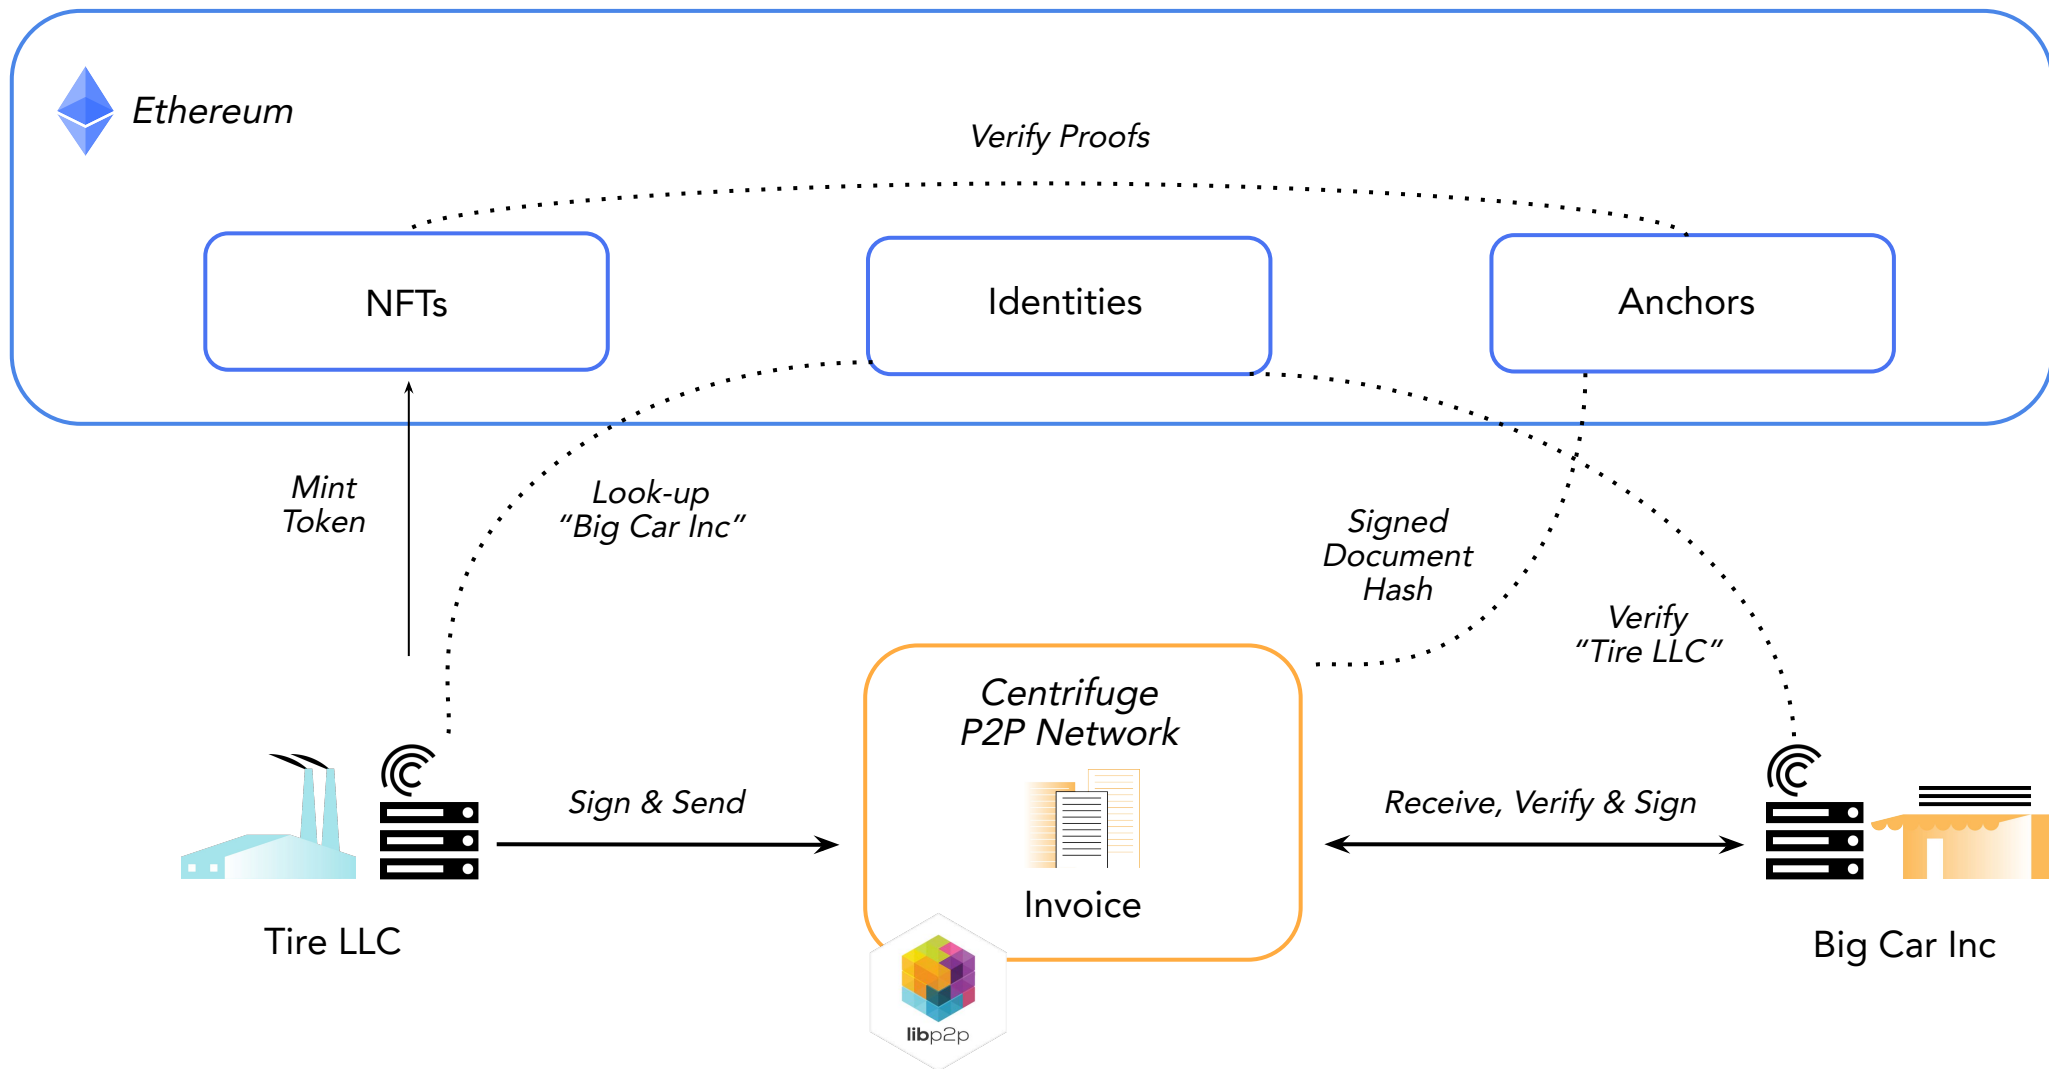 Ethereum
Verify Proofs
NFTs
Identities
Anchors
Mint
Token
Look-up
“Big Car Inc”
Signed
Document
Hash
Verify
“Tire LLC”
Centrifuge
P2P Network
Sign & Send
Receive, Verify & Sign
Invoice
Tire LLC
Big Car Inc
libp2p